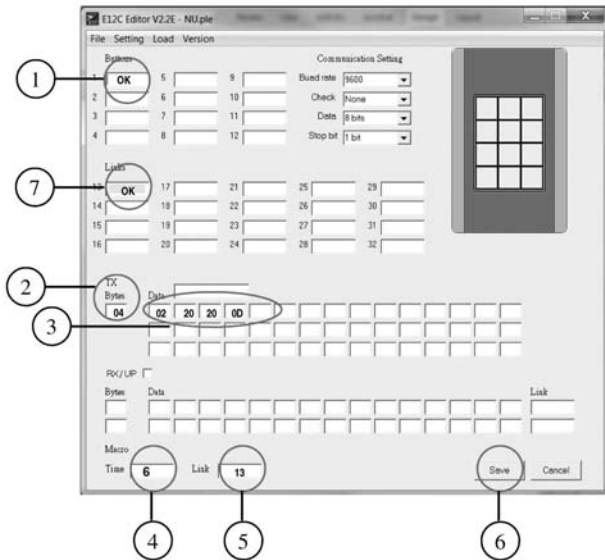 E12C Editor V2.2E - NU.ple
File Setting Load Version
Buttons
Communication Setting
1 OK 5 9
Buad rate 9600
2 6 10
Check None
3 7 11
Data 8 bits
4 8 12
Stop bit 1 bit
Links
13 OK 17 21 25 29
14 18 22 26 30
15 19 23 27 31
16 20 24 28 32
TX
Bytes Data
04 02 20 20 0D
RX/UP
Bytes Data Link
Macro
Time 6 Link 13 Save Cancel
1
7
2
3
4 5 6